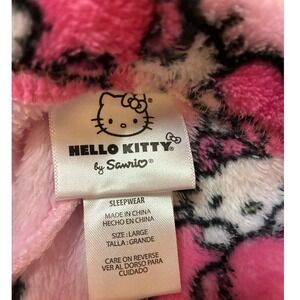 HELLO KITTY®
by Sanrio
SLEEPWEAR
MADE IN CHINA
HECHO EN CHINA
SIZE: LARGE
TALLA: GRANDE
CARE ON REVERSE
VER AL DORSO PARA
CUIDADO